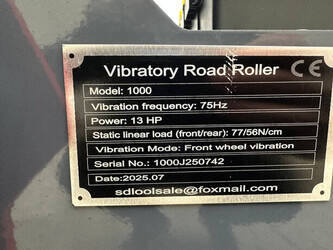 Vibratory Road Roller CE
Model: 1000
Vibration frequency: 75Hz
Power: 13 HP
Static linear load (front/rear): 77/56N/cm
Vibration Mode: Front wheel vibration
Serial No.: 1000J250742
Date:2025.07
sdloolsale@foxmail.com